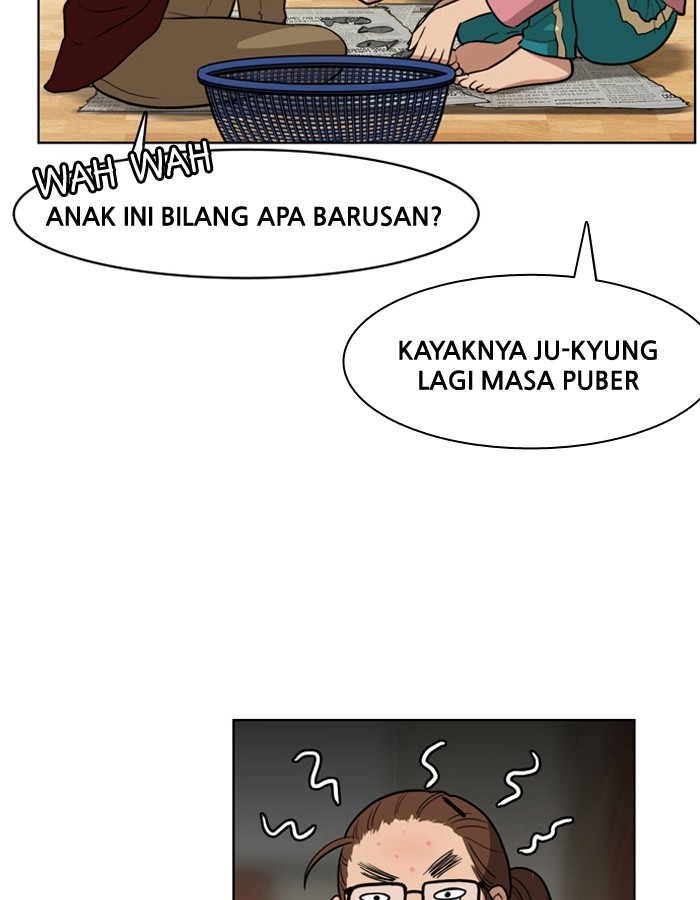 WAH WAH
ANAK INI BILANG APA BARUSAN?
KAYAKNYA JU-KYUNG
LAGI MASA PUBER